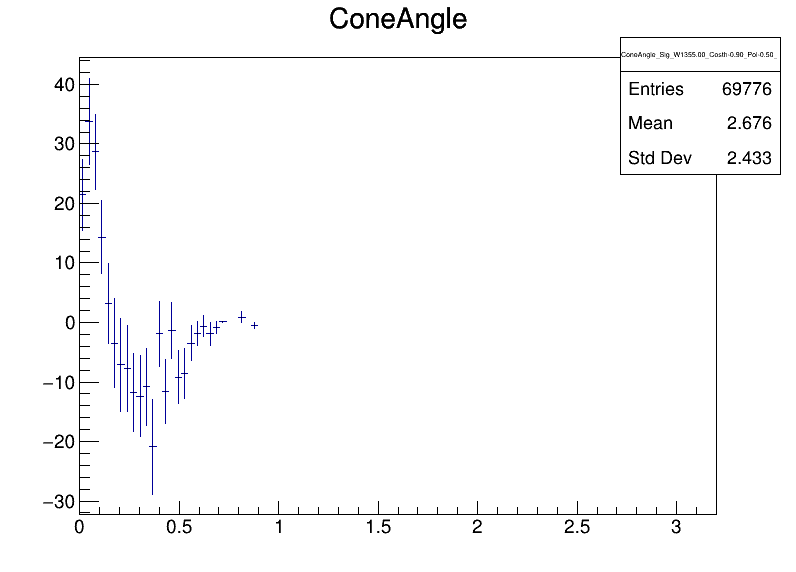 ConeAngle
ConeAngle_Sig_W1355.00_Costh-0.90_Pol-0.50_
Entries 69776
Mean 2.676
Std Dev 2.433
40
30
20
10
0
−10
−20
−30
0 0.5 1 1.5 2 2.5 3